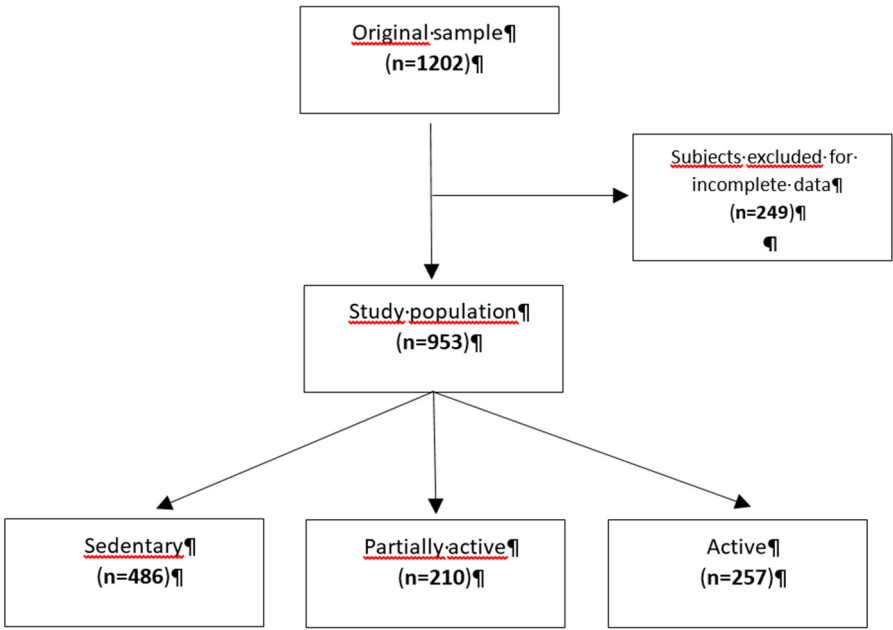 Original·sample¶
(n=1202)¶
Subjects·excluded·for·
incomplete·data¶
(n=249)¶
¶
Study·population¶
(n=953)¶
Sedentary¶
(n=486)¶
Partially·active¶
(n=210)¶
Active¶
(n=257)¶